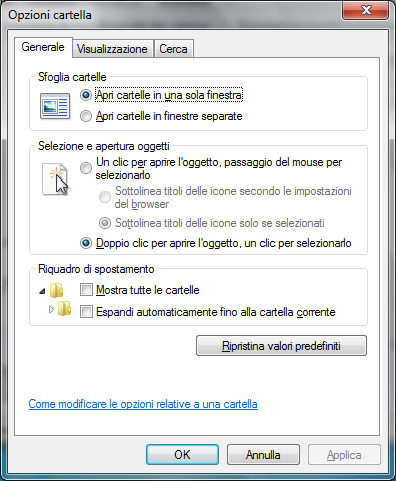 Opzioni cartella
Generale
Visualizzazione
Cerca
Sfoglia cartelle
Apri cartelle in una sola finestra
Apri cartelle in finestre separate
Selezione e apertura oggetti
Un clic per aprire l'oggetto, passaggio del mouse per
selezionarlo
Sottolinea titoli delle icone secondo le impostazioni
del browser
Sottolinea titoli delle icone solo se selezionati
Doppio clic per aprire l'oggetto, un clic per selezionarlo
Riquadro di spostamento
Mostra tutte le cartelle
Espandi automaticamente fino alla cartella corrente
Ripristina valori predefiniti
Come modificare le opzioni relative a una cartella
OK
Annulla
Applica